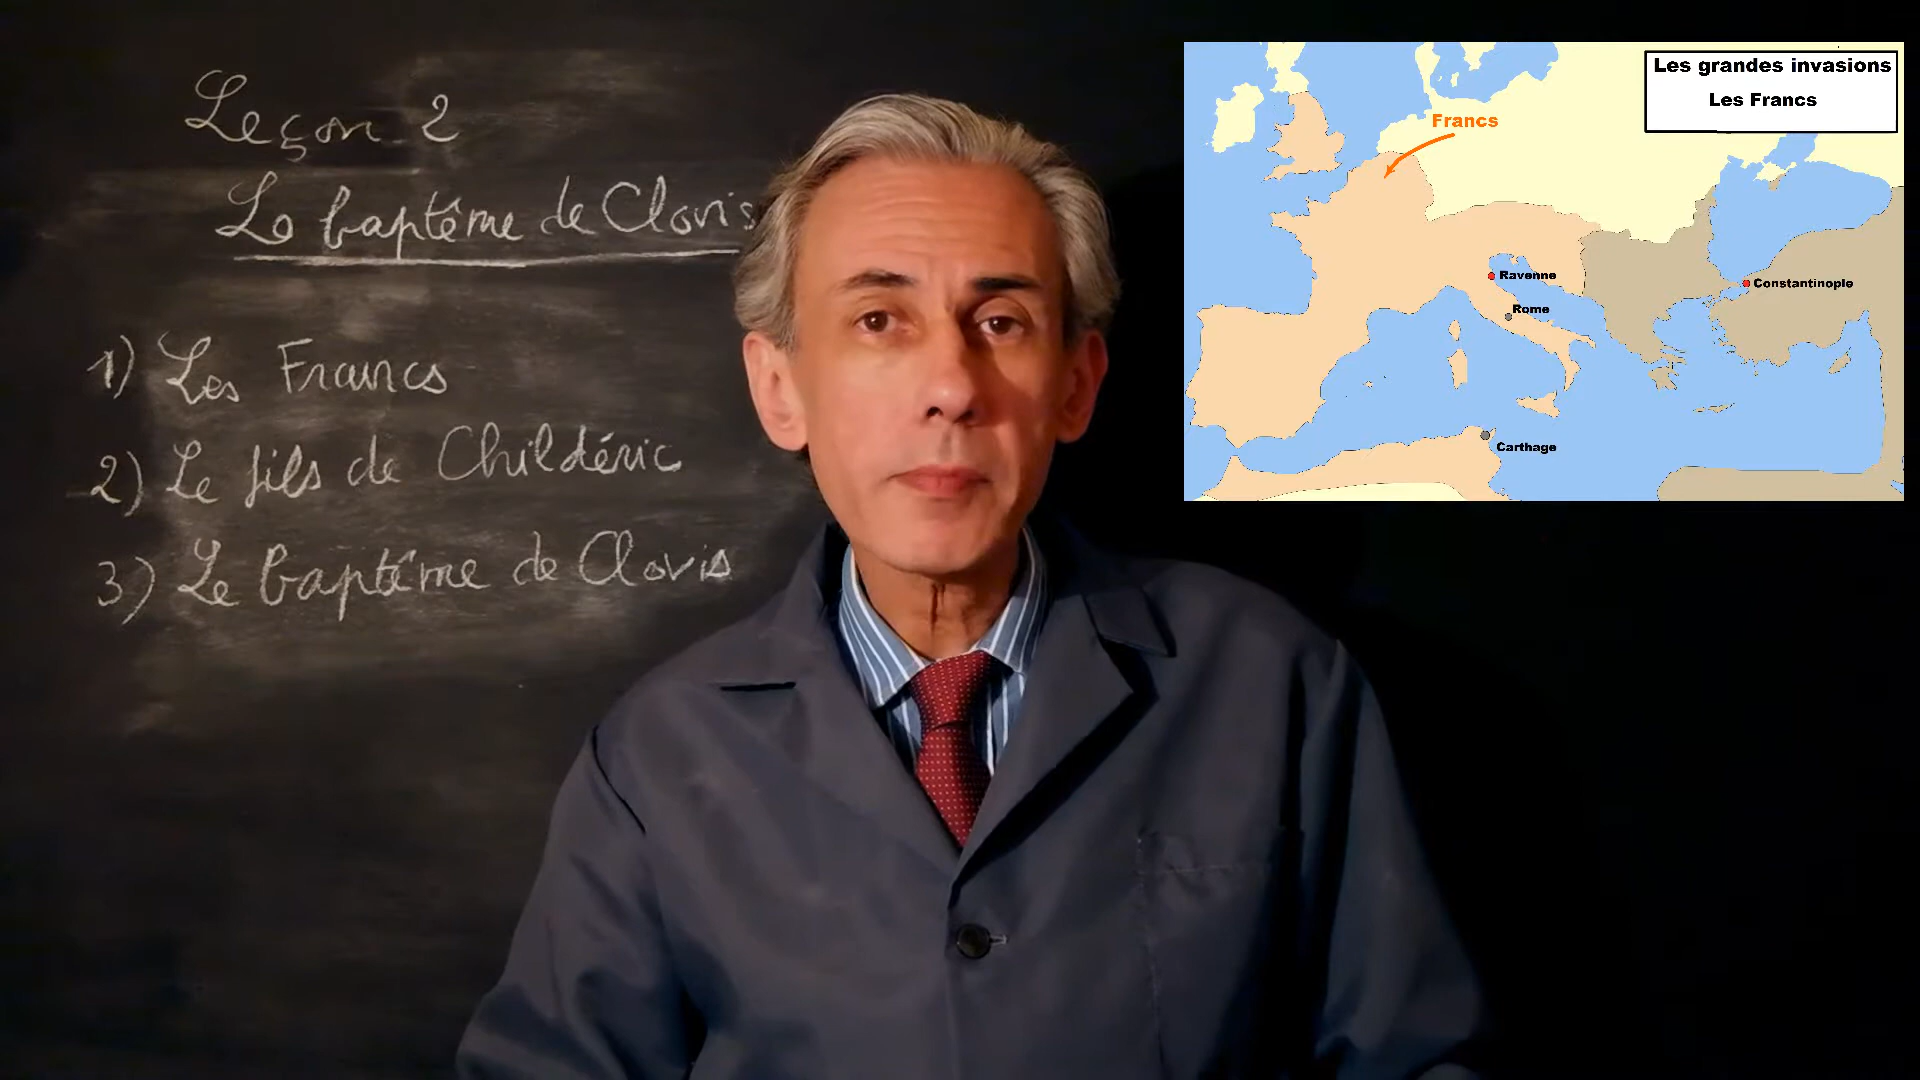 Leçon 2
Le baptême de Clovis
1) Les Francs
2) Le fils de Childéric
3) Le baptême de Clovis
Les grandes invasions
Les Francs
Francs
Ravenne
Constantinople
Rome
Carthage